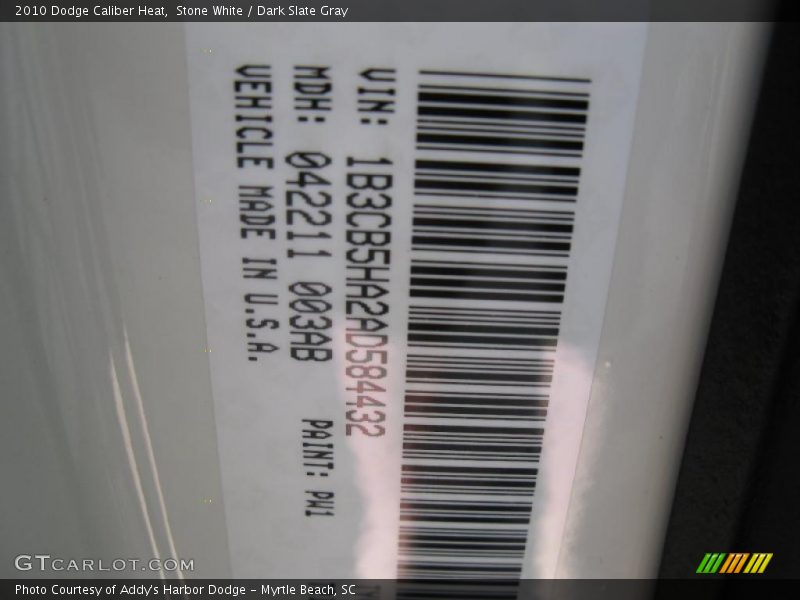 2010 Dodge Caliber Heat, Stone White / Dark Slate Gray
VIN: 1B3CB5HA2AD584432
MDH: 042211 003AB PAINT: PW1
VEHICLE MADE IN U.S.A.
GTCARLOT.COM
Photo Courtesy of Addy's Harbor Dodge - Myrtle Beach, SC